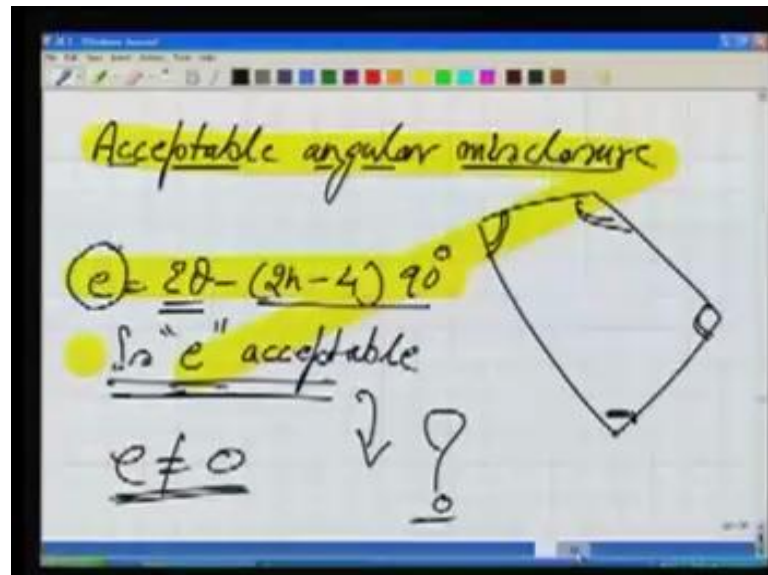 Acceptable angular misclosure
e = Σθ - (2n - 4) 90°
Is "e" acceptable
e ≠ 0
?